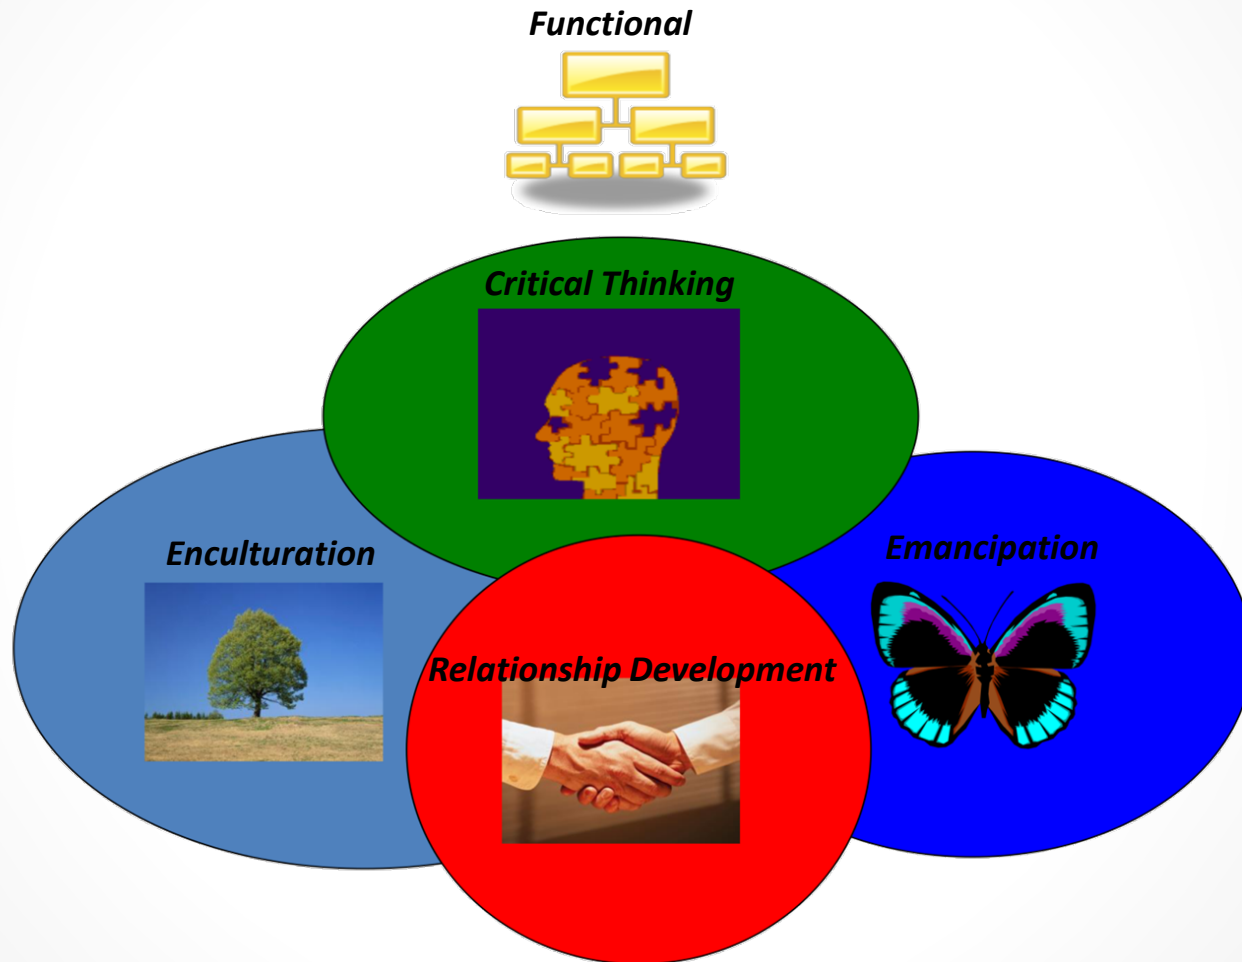 Functional
Critical Thinking
Enculturation
Emancipation
Relationship Development